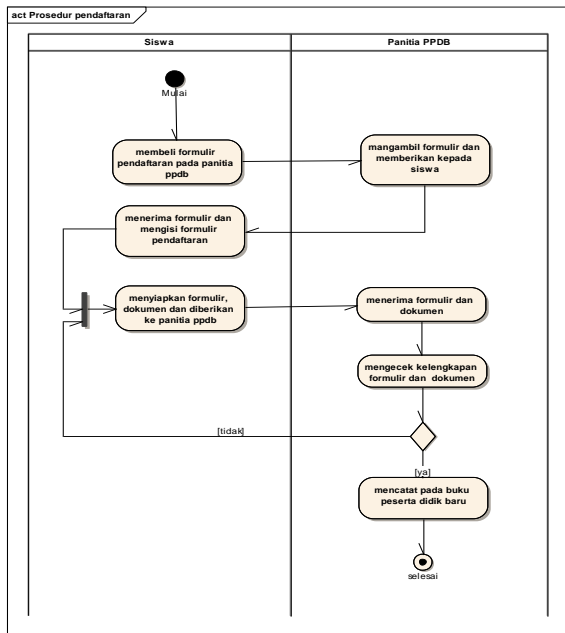 act Prosedur pendaftaran
Siswa
Panitia PPDB
Mulai
membeli formulir
pendaftaran pada panitia
ppdb
mangambil formulir dan
memberikan kepada
siswa
menerima formulir dan
mengisi formulir
pendaftaran
menyiapkan formulir,
dokumen dan diberikan
ke panitia ppdb
menerima formulir dan
dokumen
mengecek kelengkapan
formulir dan dokumen
[tidak]
[ya]
mencatat pada buku
peserta didik baru
selesai